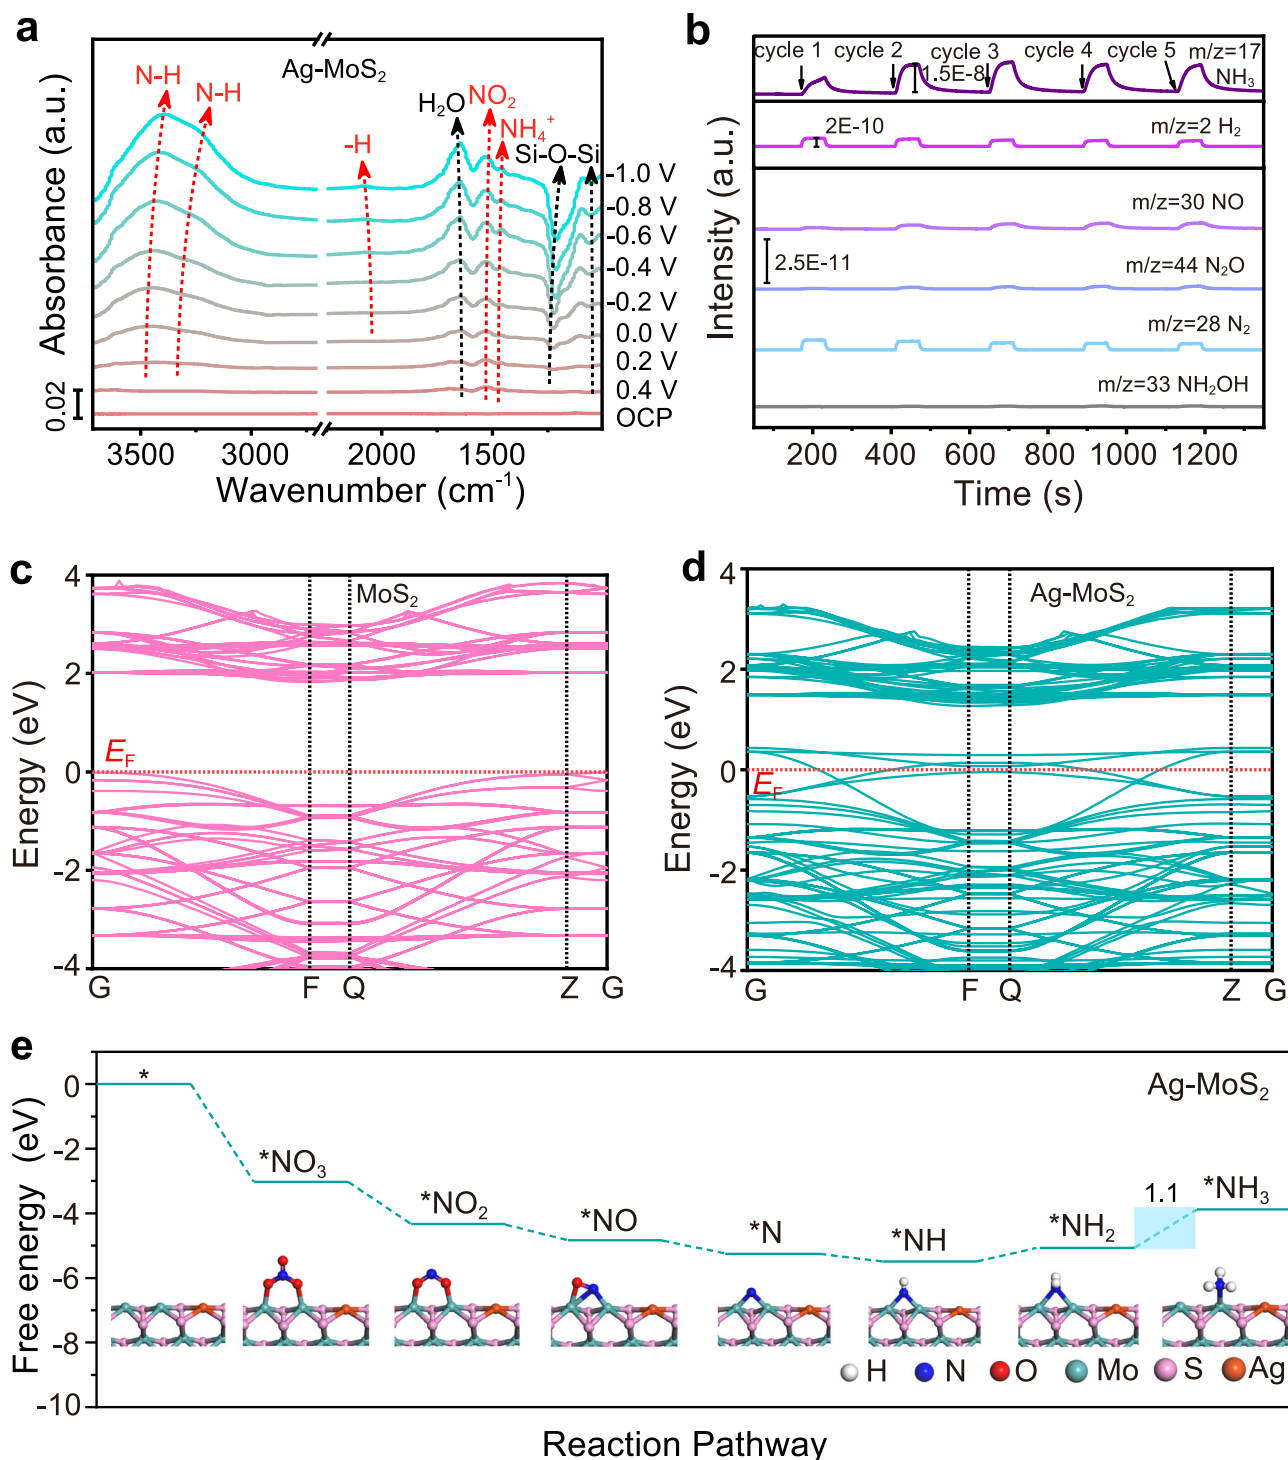 a
Ag-MoS₂
N-H
N-H
-H
H₂O
NO₂
NH₄⁺
Si-O-Si
-1.0 V
-0.8 V
-0.6 V
-0.4 V
-0.2 V
0.0 V
0.2 V
0.4 V
OCP
0.02
Absorbance (a.u.)
3500 3000 2000 1500
Wavenumber (cm⁻¹)
b
cycle 1 cycle 2 cycle 3 cycle 4 cycle 5 m/z=17
NH₃
1.5E-8
2E-10
m/z=2 H₂
m/z=30 NO
2.5E-11
m/z=44 N₂O
m/z=28 N₂
m/z=33 NH₂OH
Intensity (a.u.)
200 400 600 800 1000 1200
Time (s)
c
MoS₂
4
2
0
-2
-4
E_F
Energy (eV)
G F Q Z G
d
Ag-MoS₂
4
2
0
-2
-4
E_F
Energy (eV)
G F Q Z G
e
Ag-MoS₂
0
-2
-4
-6
-8
-10
Free energy (eV)
*
*NO₃
*NO₂
*NO
*N
*NH
*NH₂
1.1
*NH₃
H N O Mo S Ag
Reaction Pathway